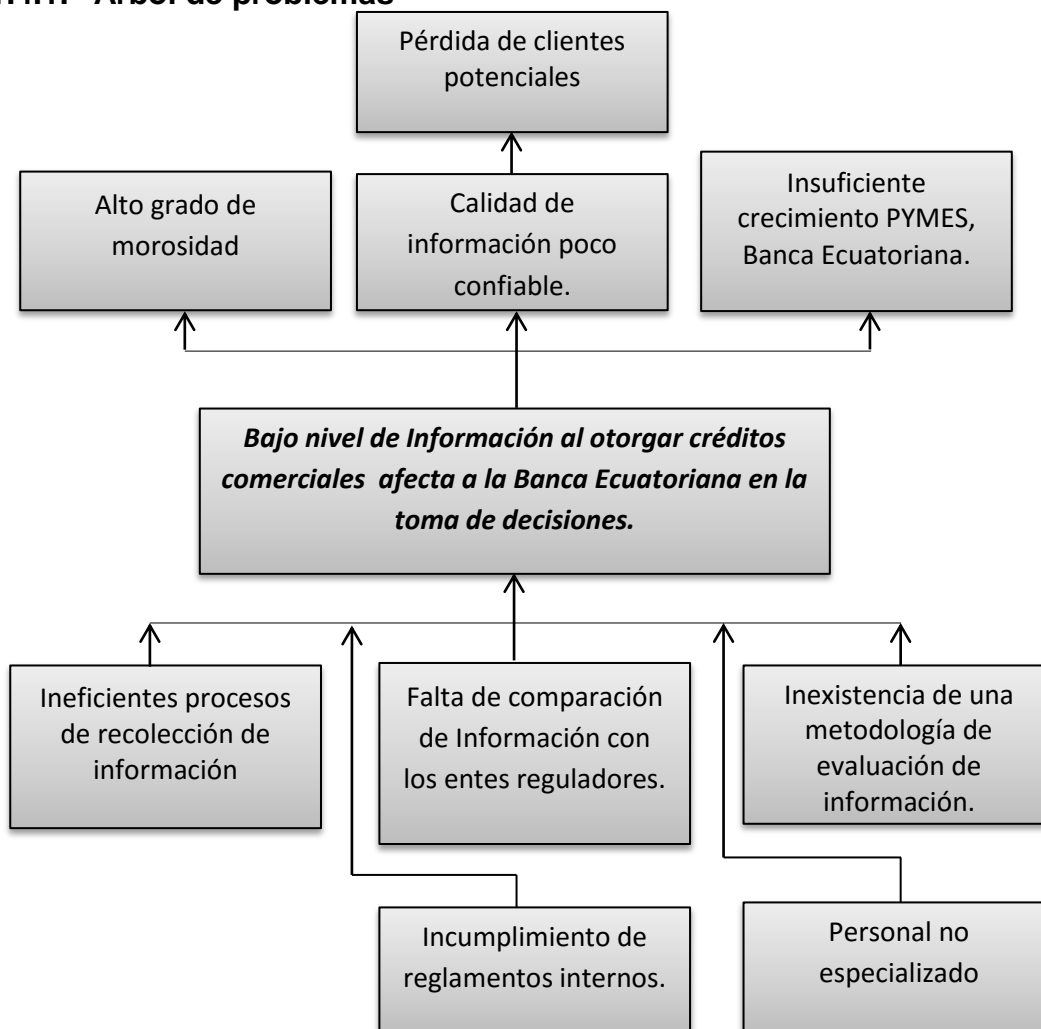 Árbol de problemas
Pérdida de clientes
potenciales
Alto grado de
morosidad
Calidad de
información poco
confiable.
Insuficiente
crecimiento PYMES,
Banca Ecuatoriana.
Bajo nivel de Información al otorgar créditos
comerciales afecta a la Banca Ecuatoriana en la
toma de decisiones.
Ineficientes procesos
de recolección de
información
Falta de comparación
de Información con
los entes reguladores.
Inexistencia de una
metodología de
evaluación de
información.
Incumplimiento de
reglamentos internos.
Personal no
especializado